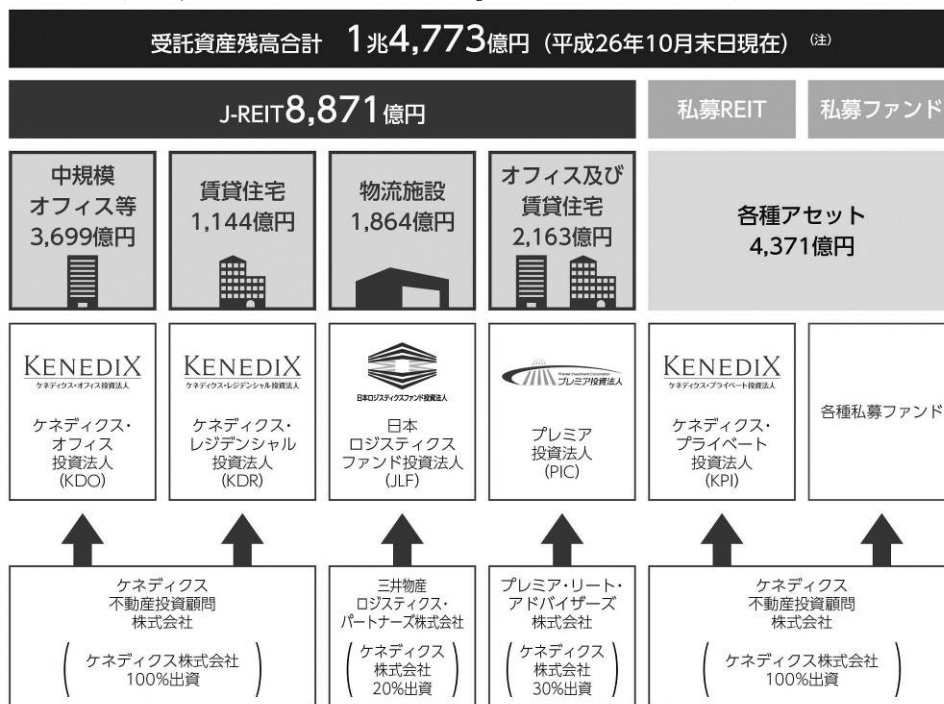 受託資産残高合計 1兆4,773億円（平成26年10月末日現在）（注）
J-REIT8,871億円
私募REIT
私募ファンド
中規模
オフィス等
3,699億円
賃貸住宅
1,144億円
物流施設
1,864億円
オフィス及び
賃貸住宅
2,163億円
各種アセット
4,371億円
KENEDIX
ケネディクス・オフィス投資法人
ケネディクス・
オフィス
投資法人
(KDO)
KENEDIX
ケネディクス・レジデンシャル投資法人
ケネディクス・
レジデンシャル
投資法人
(KDR)
日本ロジスティクスファンド投資法人
日本
ロジスティクス
ファンド投資法人
(JLF)
Premier Investment Corporation
プレミア投資法人
プレミア
投資法人
(PIC)
KENEDIX
ケネディクス・プライベート投資法人
ケネディクス・
プライベート
投資法人
(KPI)
各種私募ファンド
ケネディクス
不動産投資顧問
株式会社
(ケネディクス株式会社
100%出資)
三井物産
ロジスティクス・
パートナーズ株式会社
(ケネディクス
株式会社
20%出資)
プレミア・リート・
アドバイザーズ
株式会社
(ケネディクス
株式会社
30%出資)
ケネディクス
不動産投資顧問
株式会社
(ケネディクス株式会社
100%出資)